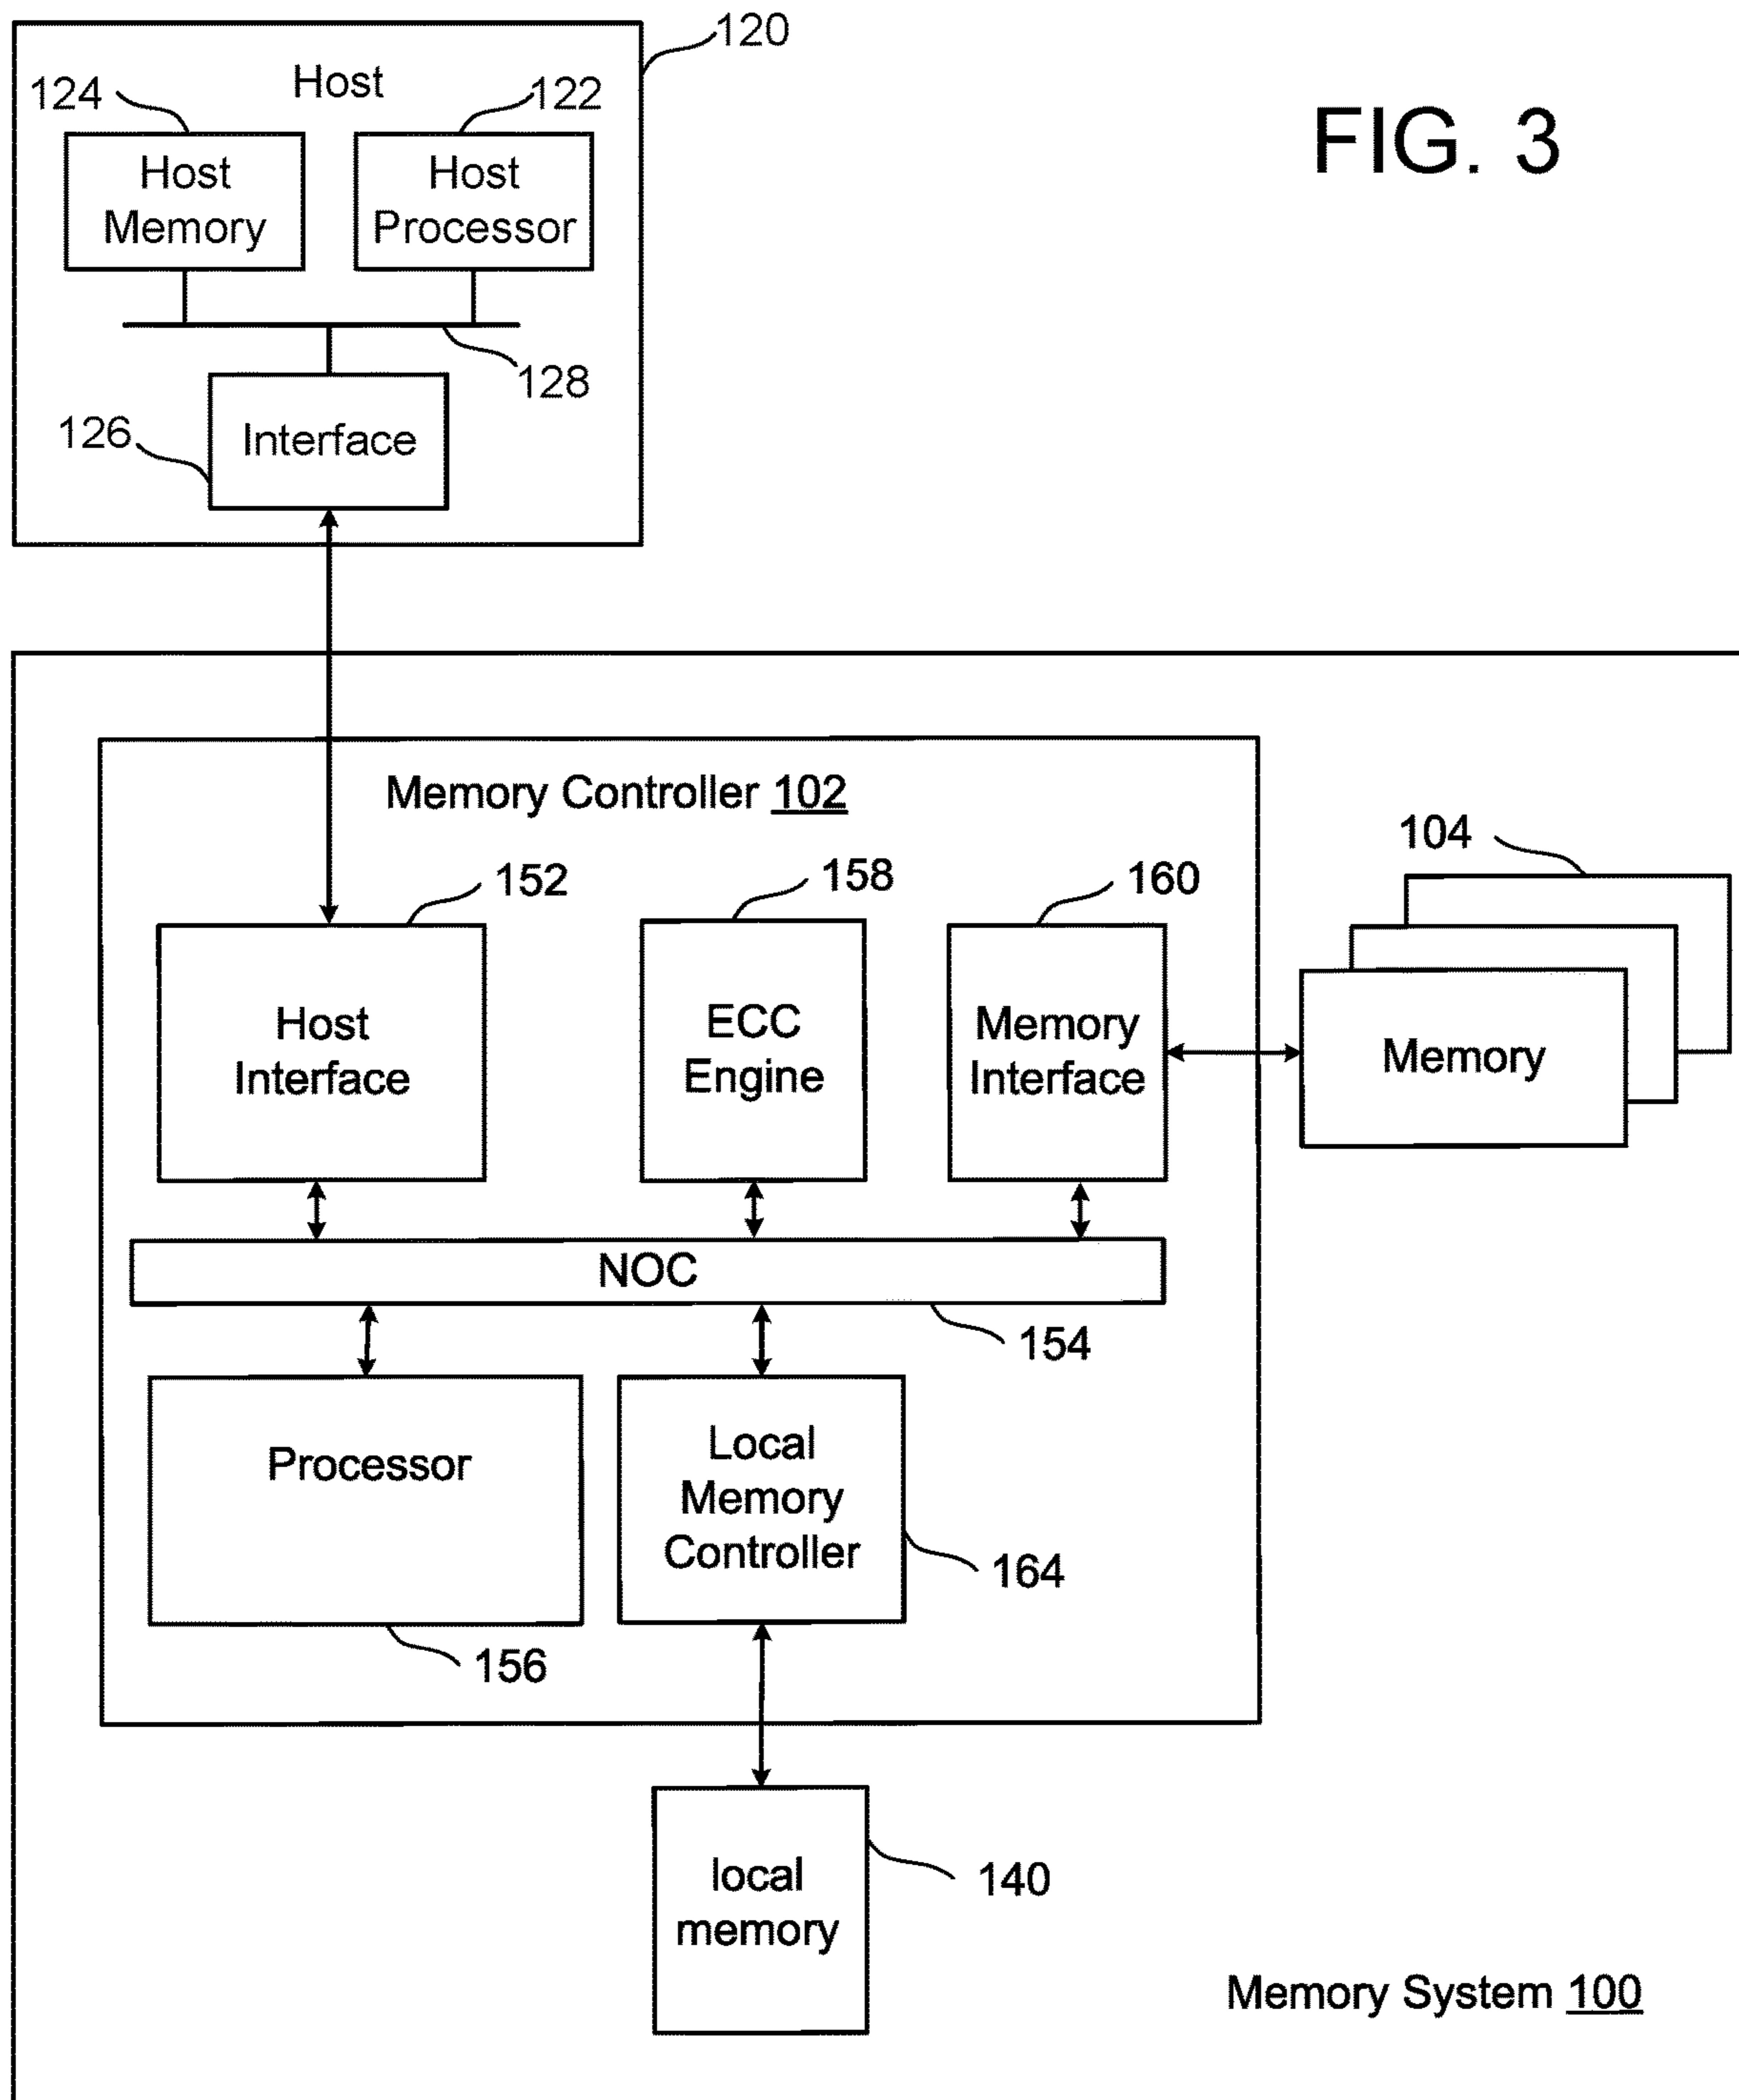 120
Host
124
122
FIG. 3
Host
Memory
Host
Processor
128
126
Interface
Memory Controller 102
152
158
160
104
Host
Interface
ECC
Engine
Memory
Interface
Memory
NOC
154
Processor
Local
Memory
Controller
164
156
local
memory
140
Memory System 100